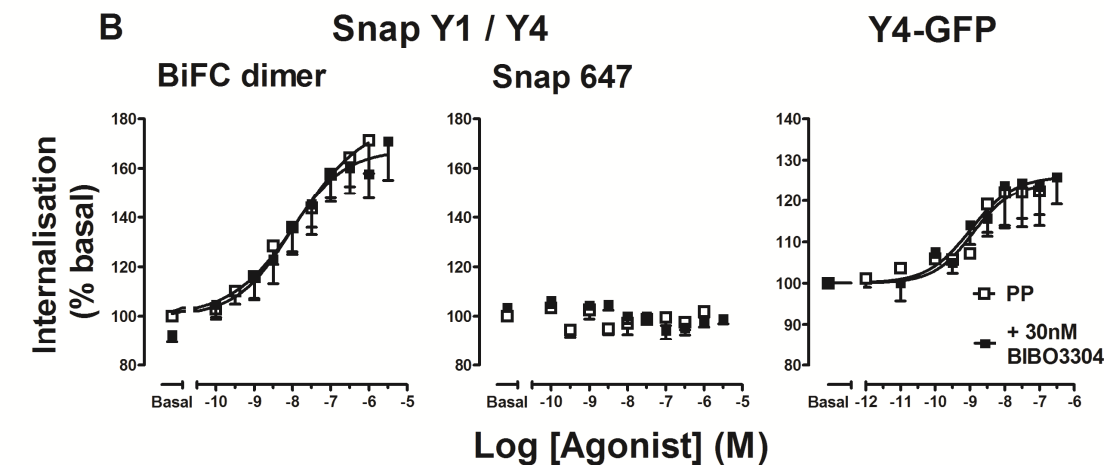 B
Snap Y1 / Y4
Y4-GFP
BiFC dimer
Snap 647
Internalisation
(% basal)
180
160
140
120
100
80
Basal -10 -9 -8 -7 -6 -5
180
160
140
120
100
80
Basal -10 -9 -8 -7 -6 -5
140
130
120
110
100
90
80
Basal -12 -11 -10 -9 -8 -7 -6
PP
+ 30nM
BIBO3304
Log [Agonist] (M)